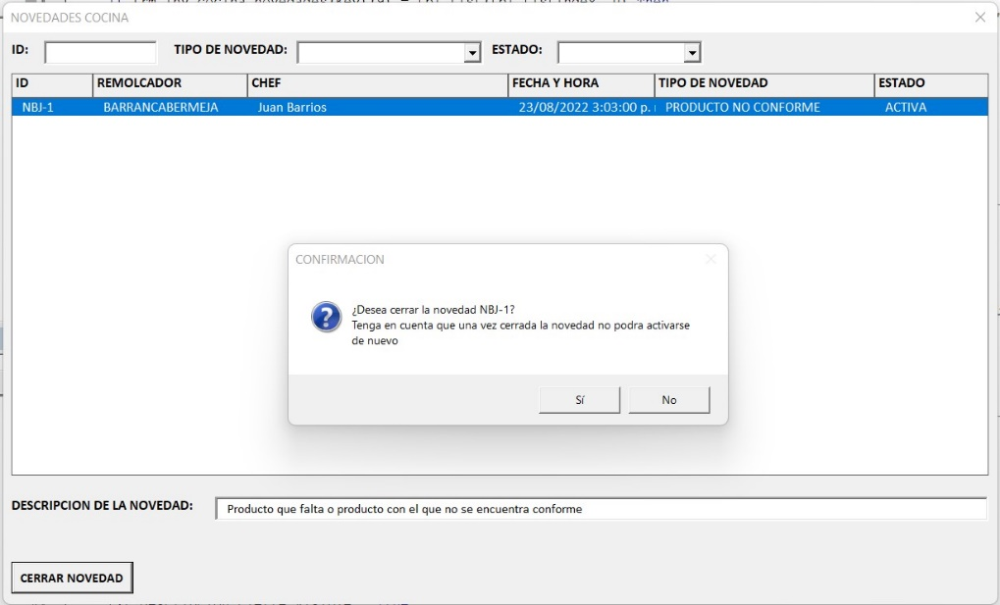 NOVEDADES COCINA
ID: TIPO DE NOVEDAD: ESTADO:
ID REMOLCADOR CHEF FECHA Y HORA TIPO DE NOVEDAD ESTADO
NBJ-1 BARRANCABERMEJA Juan Barrios 23/08/2022 3:03:00 p. PRODUCTO NO CONFORME ACTIVA
CONFIRMACION
¿Desea cerrar la novedad NBJ-1?
Tenga en cuenta que una vez cerrada la novedad no podra activarse
de nuevo
Sí No
DESCRIPCION DE LA NOVEDAD: Producto que falta o producto con el que no se encuentra conforme
CERRAR NOVEDAD